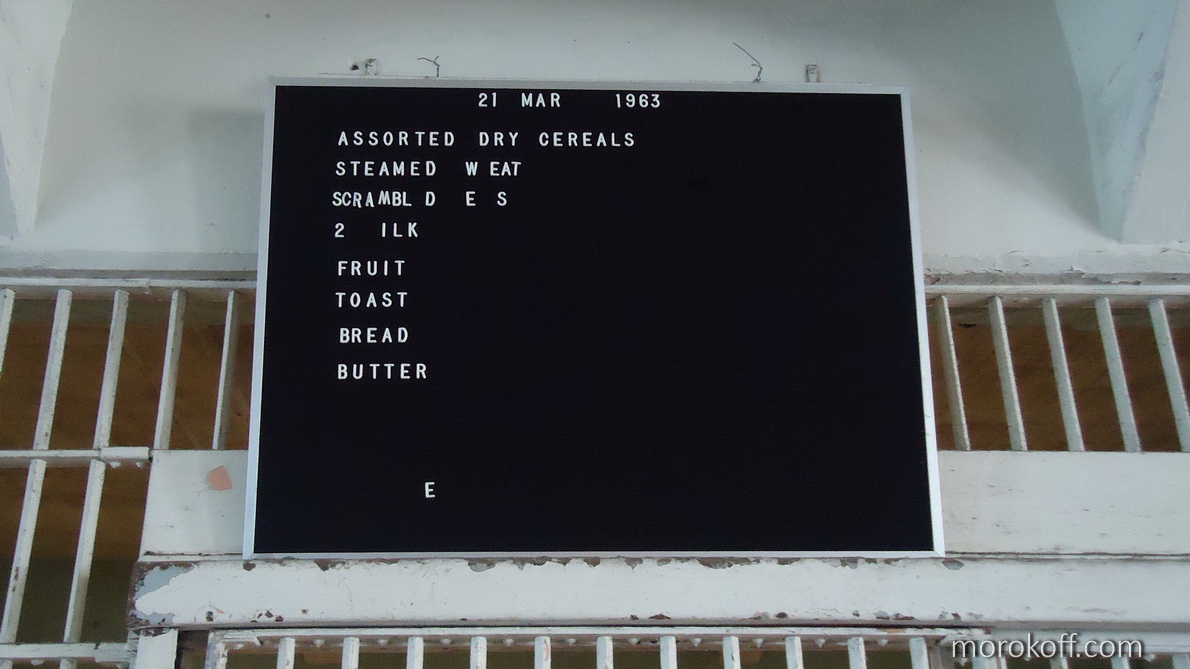 21 MAR 1963
ASSORTED DRY CEREALS
STEAMED W EAT
SCRAMBL D E S
2 ILK
FRUIT
TOAST
BREAD
BUTTER
E
morokoff.com